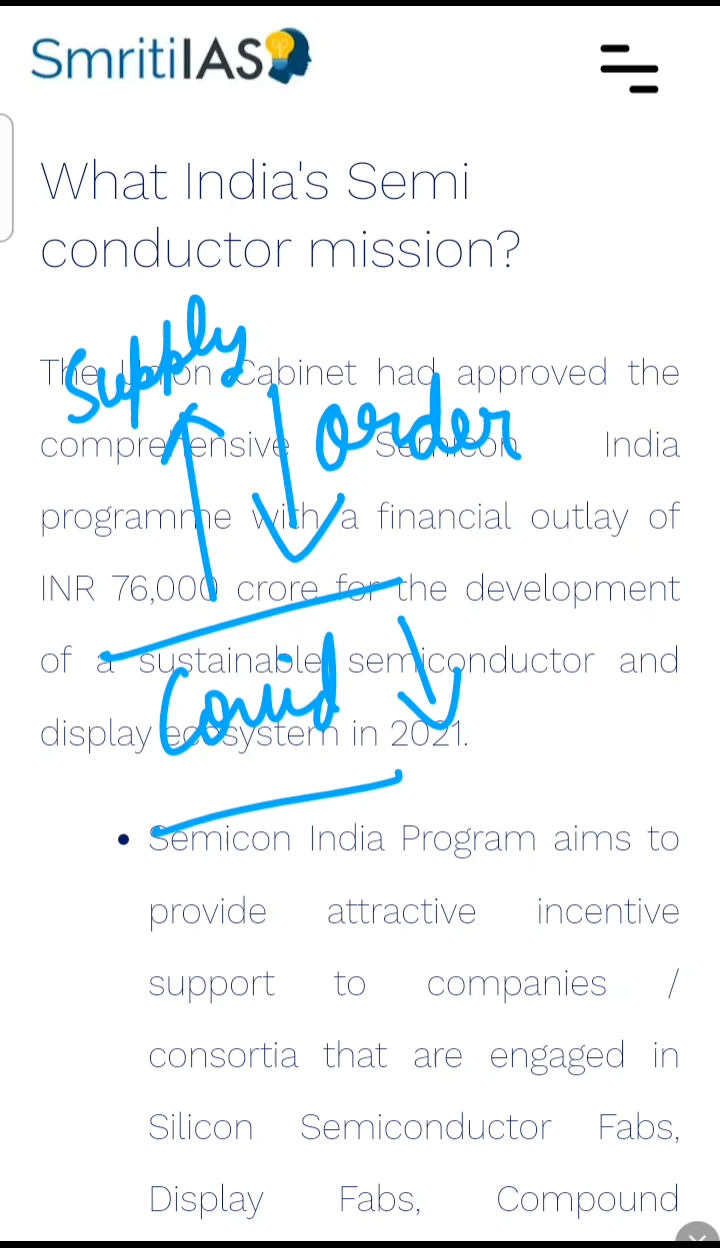 SmritiIAS
What India's Semi
conductor mission?
Supply
The Union Cabinet had approved the
order
comprehensive Semicon India
programme with a financial outlay of
INR 76,000 crore for the development
of a sustainable semiconductor and
Covid
display ecosystem in 2021.
• Semicon India Program aims to
provide attractive incentive
support to companies /
consortia that are engaged in
Silicon Semiconductor Fabs,
Display Fabs, Compound